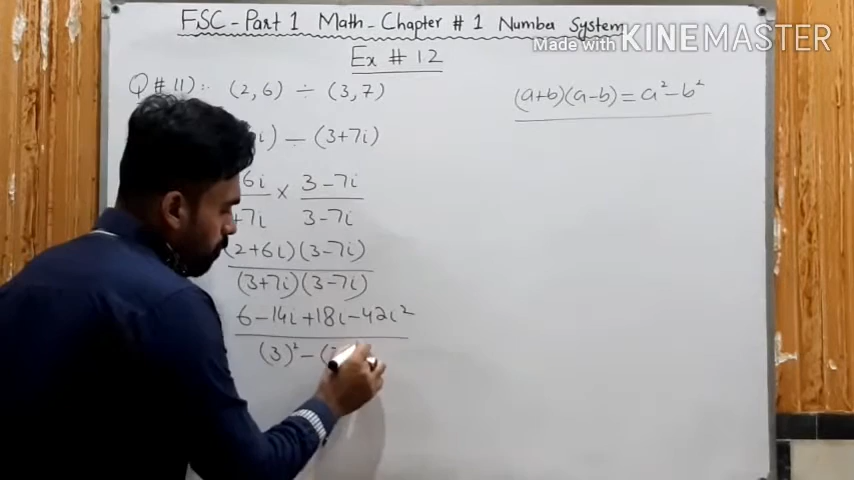 FSC - Part 1 Math - Chapter # 1 Number System
Made with KINEMASTER
Ex # 12
Q # 11) :- (2,6) ÷ (3,7)
(a+b)(a-b) = a² - b²
i) - (3+7i)
6i × 3-7i
+7i 3-7i
(2+6i)(3-7i)
(3+7i)(3-7i)
6-14i+18i-42i²
(3)² - (